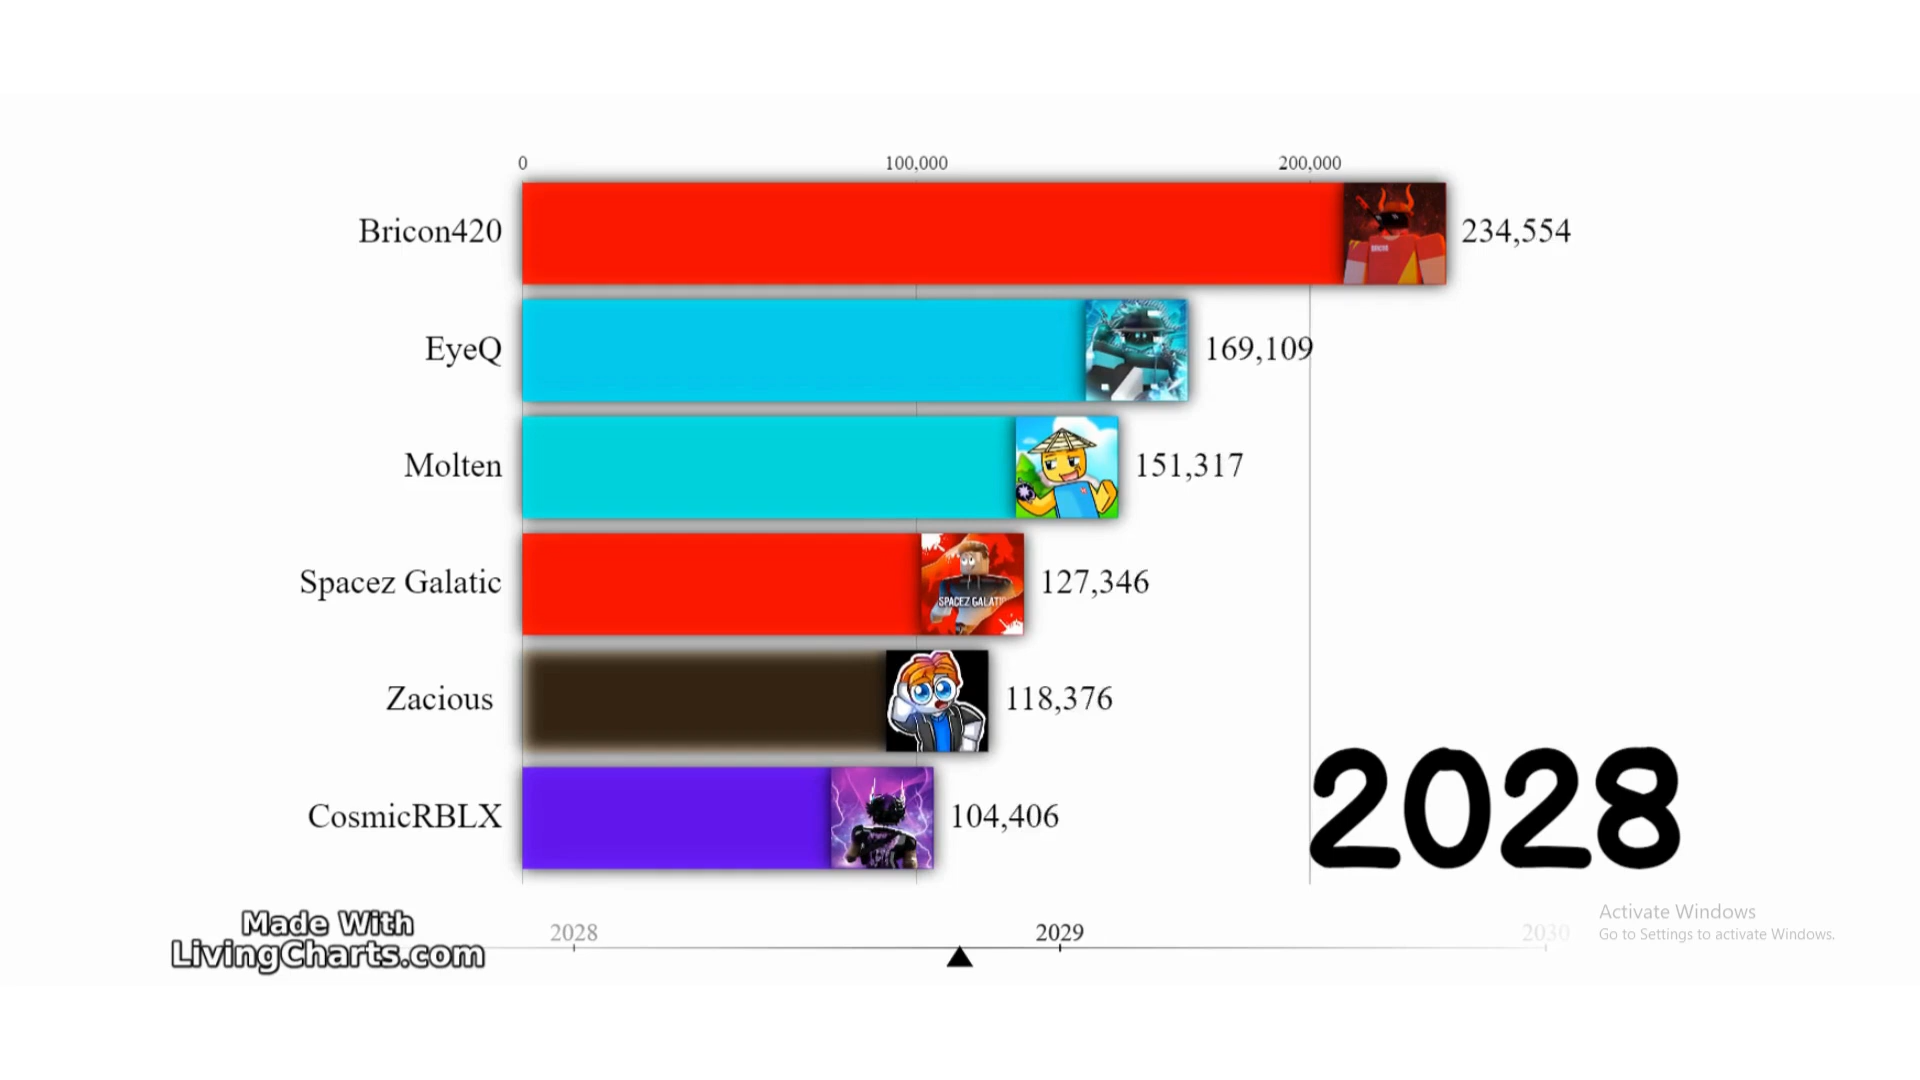 0 100,000 200,000
Bricon420 234,554
EyeQ 169,109
Molten 151,317
Spacez Galatic SPACEZ GALATIC 127,346
Zacious 118,376
CosmicRBLX 104,406
2028
Made With
LivingCharts.com
2028 2029 2030
Activate Windows
Go to Settings to activate Windows.